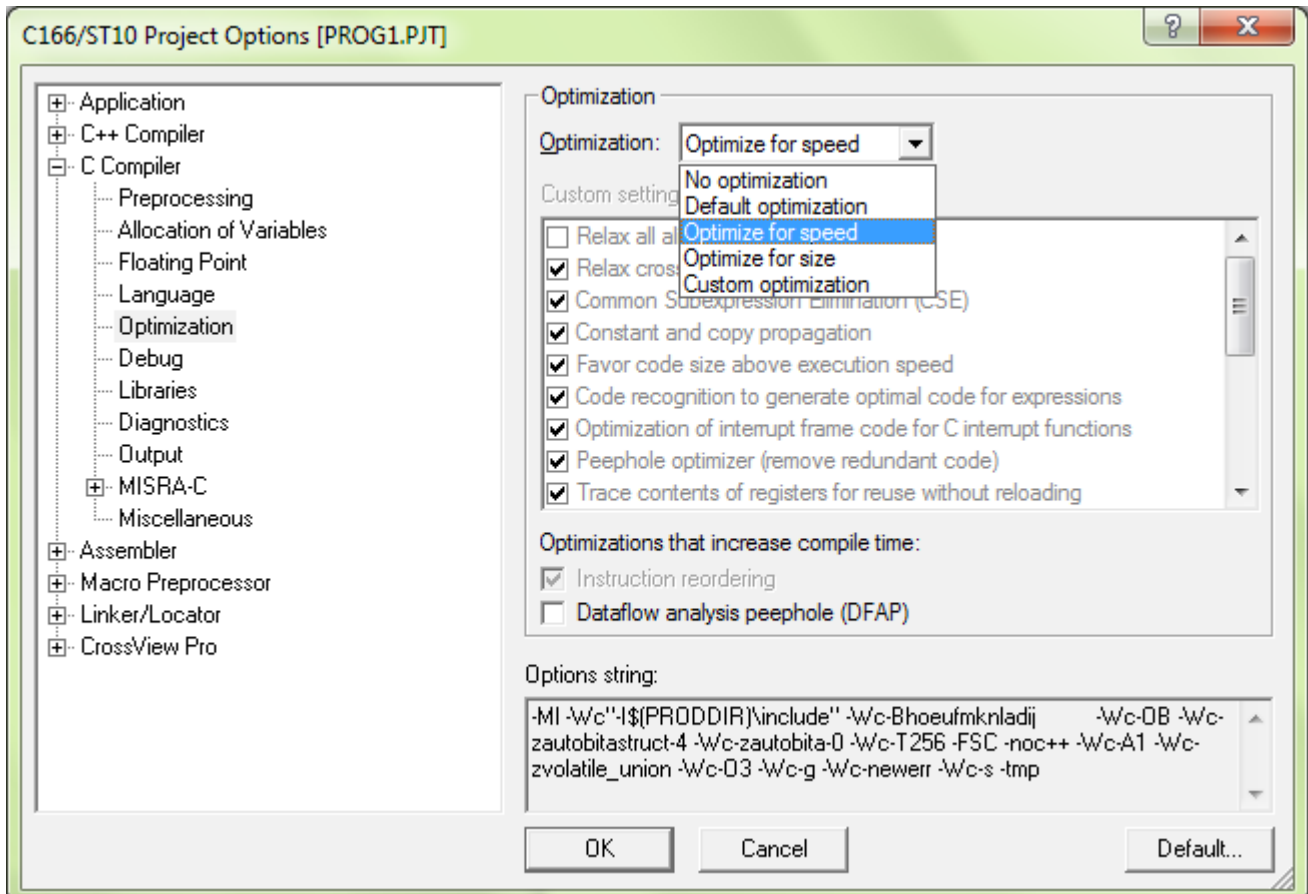 C166/ST10 Project Options [PROG1.PJT]
Application
C++ Compiler
C Compiler
Preprocessing
Allocation of Variables
Floating Point
Language
Optimization
Debug
Libraries
Diagnostics
Output
MISRA-C
Miscellaneous
Assembler
Macro Preprocessor
Linker/Locator
CrossView Pro
Optimization
Optimization: Optimize for speed
No optimization
Default optimization
Optimize for speed
Optimize for size
Custom optimization
Custom setting
Relax all al
Relax cros
Common Subexpression Elimination (CSE)
Constant and copy propagation
Favor code size above execution speed
Code recognition to generate optimal code for expressions
Optimization of interrupt frame code for C interrupt functions
Peephole optimizer (remove redundant code)
Trace contents of registers for reuse without reloading
Optimizations that increase compile time:
Instruction reordering
Dataflow analysis peephole (DFAP)
Options string:
-Ml -Wc"-I$(PRODDIR)\include" -Wc-Bhoeufmknladij -Wc-OB -Wc-
zautobitastruct-4 -Wc-zautobita-0 -Wc-T256 -FSC -noc++ -Wc-A1 -Wc-
zvolatile_union -Wc-O3 -Wc-g -Wc-newerr -Wc-s -tmp
OK
Cancel
Default...